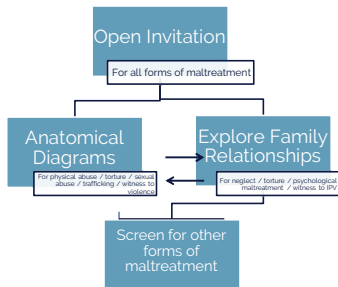 Open Invitation
For all forms of maltreatment
Anatomical
Diagrams
For physical abuse / torture / sexual
abuse / trafficking / witness to
violence
Explore Family
Relationships
For neglect / torture / psychological
maltreatment / witness to IPV
Screen for other
forms of
maltreatment